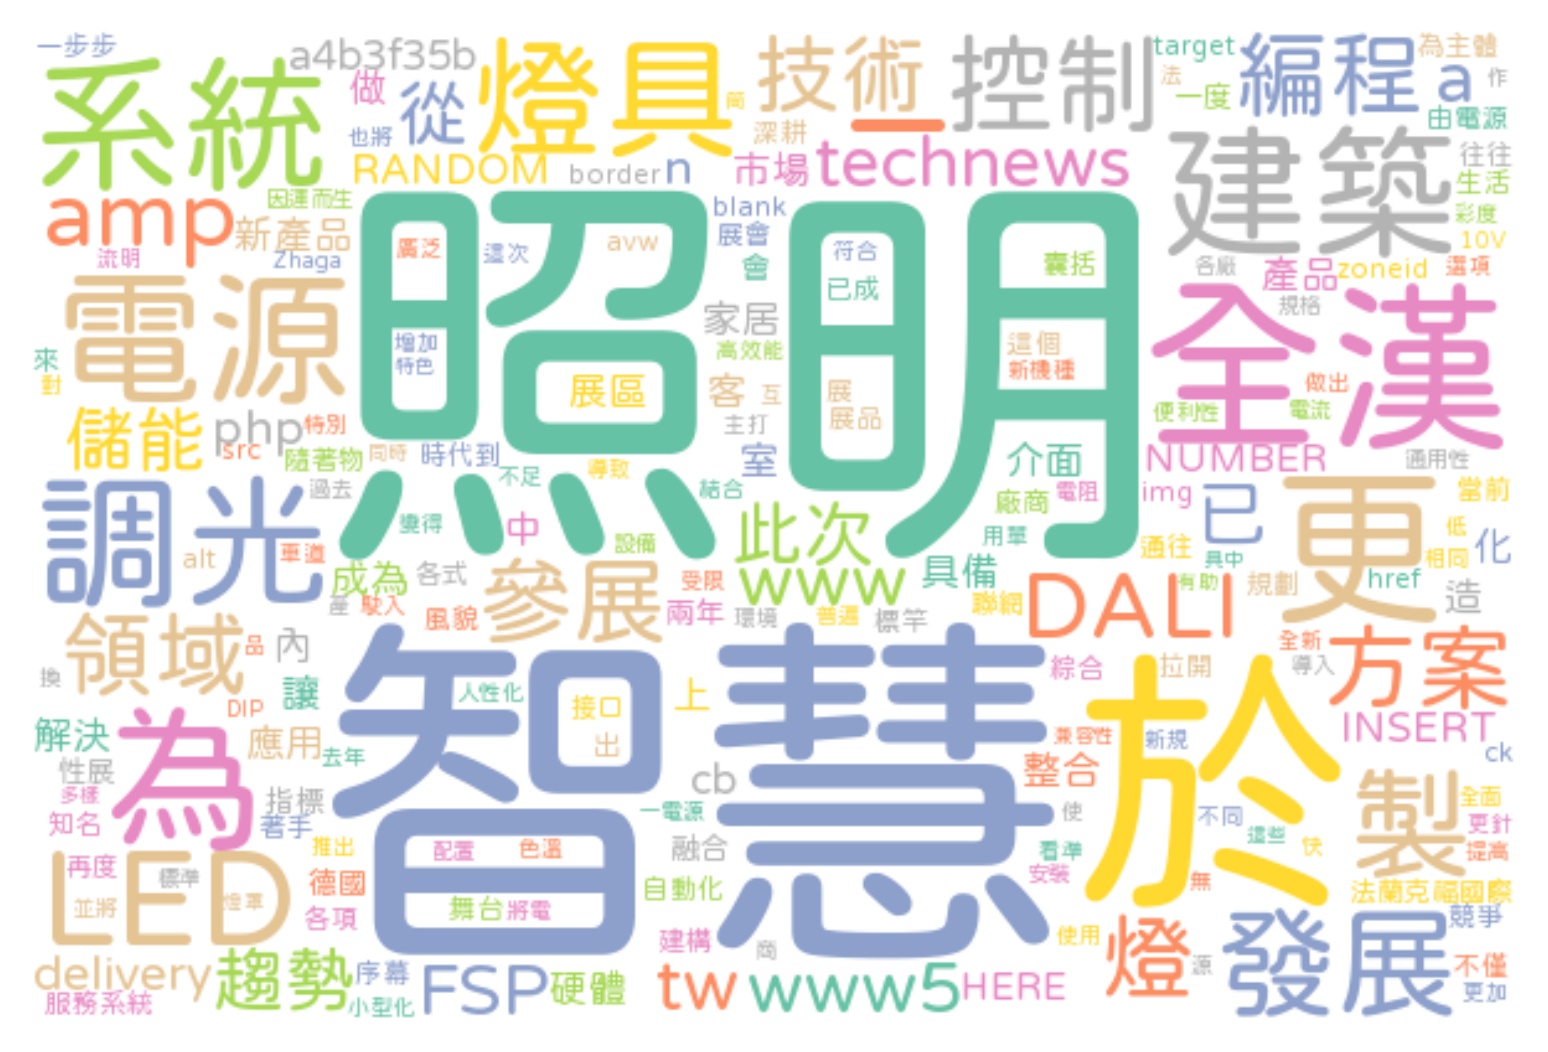 一步步
a4b3f35b
系統
做
從
也將
燈具
簡
技術
深耕
一
控制
target
法
一度
編程
a
為主體
作
由電源
RANDOM
border
n
市場
technews
建築
往往
生活
彩度
10V
amp
因運而生
新產品
流明
Zhaga
照明
廣泛
這次
avw
blank
展會
會
符合
已成
囊括
各廠
產品
zoneid
選項
規格
電源
增加
特色
展區
家居
高效能
客
互
主打
展
展品
這個
新機種
全漢
做出
便利性
電流
來
對
儲能
php
src
特別
隨著物
同時
時代到
不足
導致
室
結合
介面
廠商
電阻
NUMBER
img
通用性
當前
調光
過去
變得
alt
車道
中
設備
此次
用單
已
更
低
相同
化
通往
具中
成為
各式
產
駛入
風貌
參展
受限
兩年
www
環境
普遍
具備
標竿
聯網
DALI
有助
規劃
href
造
領域
品
內
換
讓
DIP
智慧
人性化
接口
出
上
綜合
拉開
全新
導入
方案
解決
性展
多樣
知名
為
應用
去年
指標
著手
cb
一電源
兼容性
整合
於
新規
INSERT
ck
使
不同
這些
快
製
全面
更針
提高
LED
再度
標準
並將
燈罩
推出
德國
各項
配置
色溫
舞台
將電
融合
自動化
看準
安裝
無
法蘭克福國際
競爭
delivery
服務系統
趨勢
序幕
小型化
FSP
硬體
建構
商
tw
www5
使用
HERE
燈
源
發展
不僅
更加